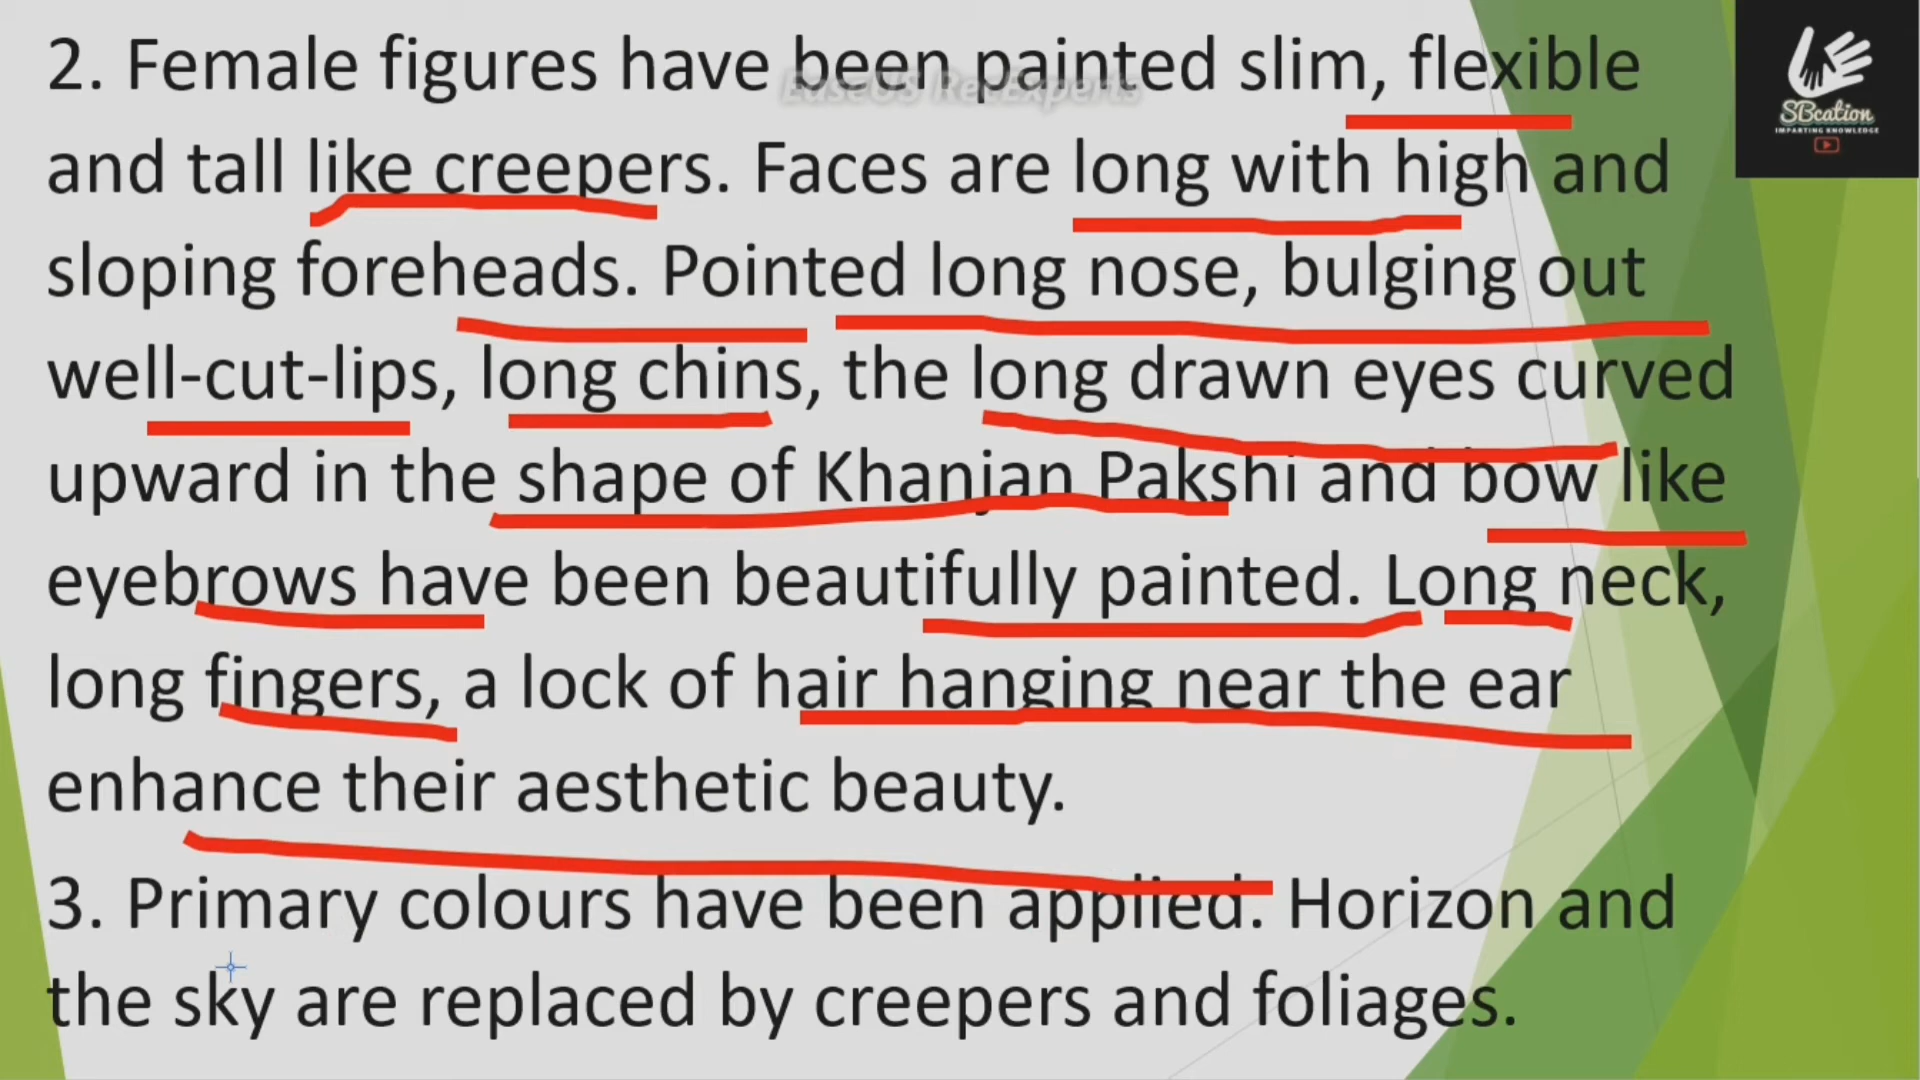 2. Female figures have been painted slim, flexible
and tall like creepers. Faces are long with high and
sloping foreheads. Pointed long nose, bulging out
well-cut-lips, long chins, the long drawn eyes curved
upward in the shape of Khanjan Pakshi and bow like
eyebrows have been beautifully painted. Long neck,
long fingers, a lock of hair hanging near the ear
enhance their aesthetic beauty.
3. Primary colours have been applied. Horizon and
the sky are replaced by creepers and foliages.
EaseUS RecExperts
SBcation
IMPARTING KNOWLEDGE